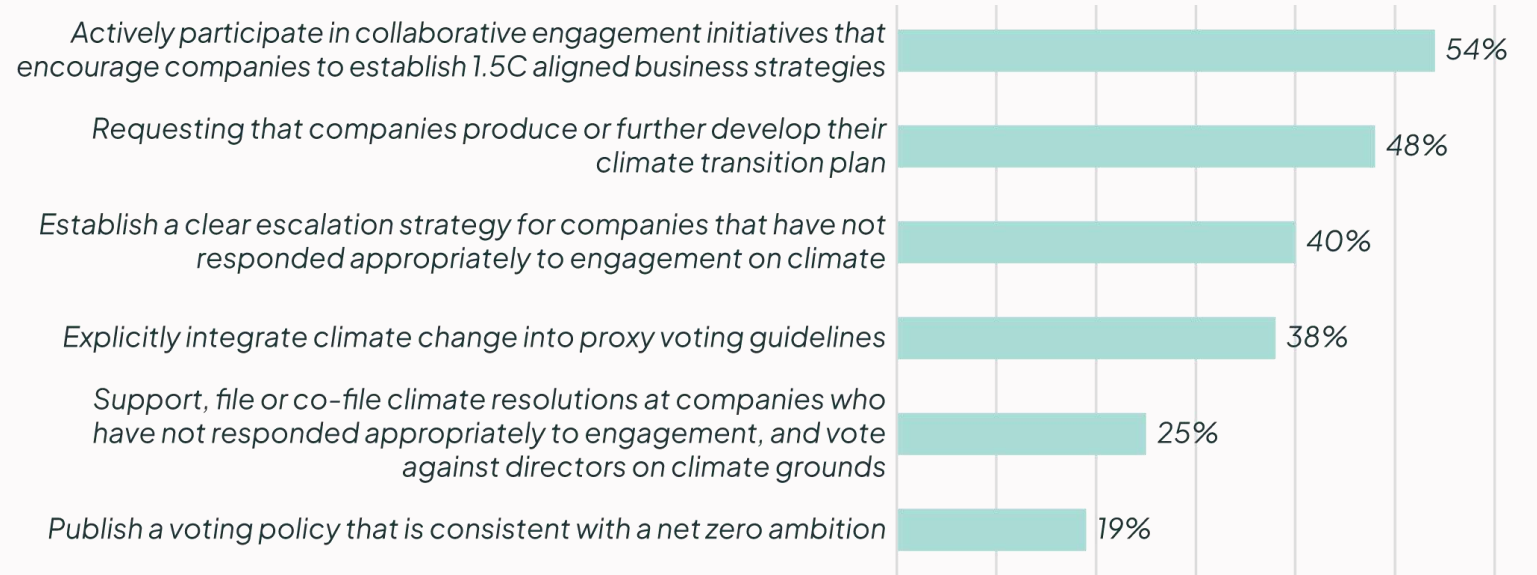 Actively participate in collaborative engagement initiatives that
encourage companies to establish 1.5C aligned business strategies
54%
Requesting that companies produce or further develop their
climate transition plan
48%
Establish a clear escalation strategy for companies that have not
responded appropriately to engagement on climate
40%
Explicitly integrate climate change into proxy voting guidelines
38%
Support, file or co-file climate resolutions at companies who
have not responded appropriately to engagement, and vote
against directors on climate grounds
25%
Publish a voting policy that is consistent with a net zero ambition
19%